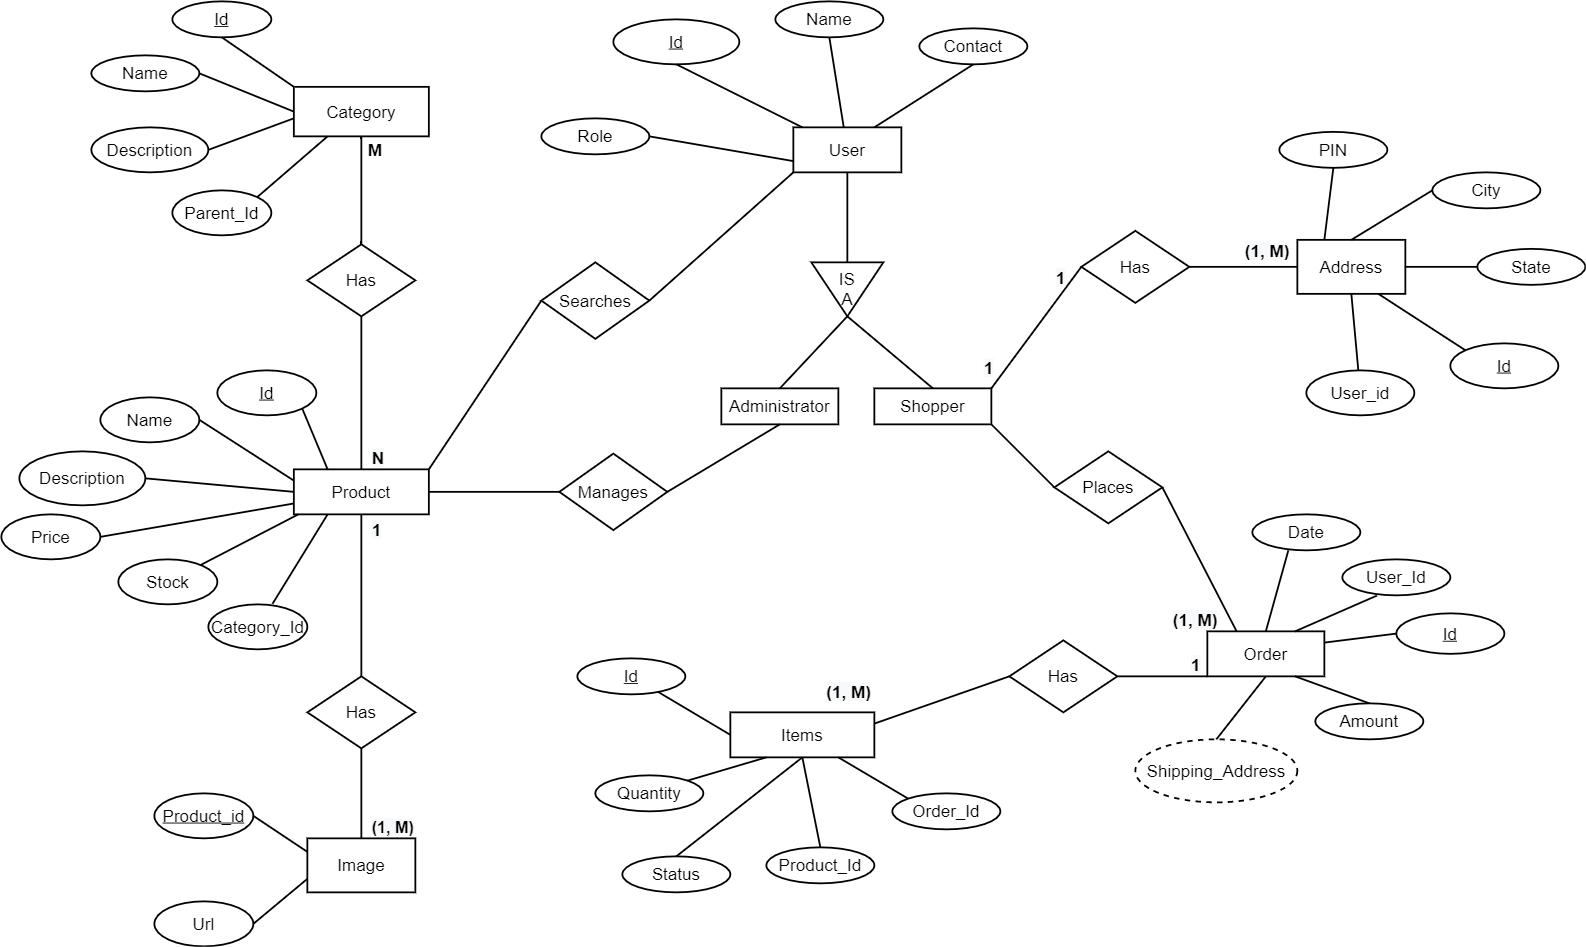 Id
Name
Contact
Id
Name
Category
Role
User
Description
M
PIN
Parent_Id
City
(1, M)
Has
1
Has
Address
State
Has
IS
A
Searches
1
Id
Id
Name
Administrator
Shopper
User_id
N
Description
Product
Manages
Places
1
Price
Date
Stock
User_Id
Category_Id
(1, M)
Id
Order
1
Id
(1, M)
Has
Has
Items
Amount
Shipping_Address
Quantity
Order_Id
Product_id
(1, M)
Image
Status
Product_Id
Url